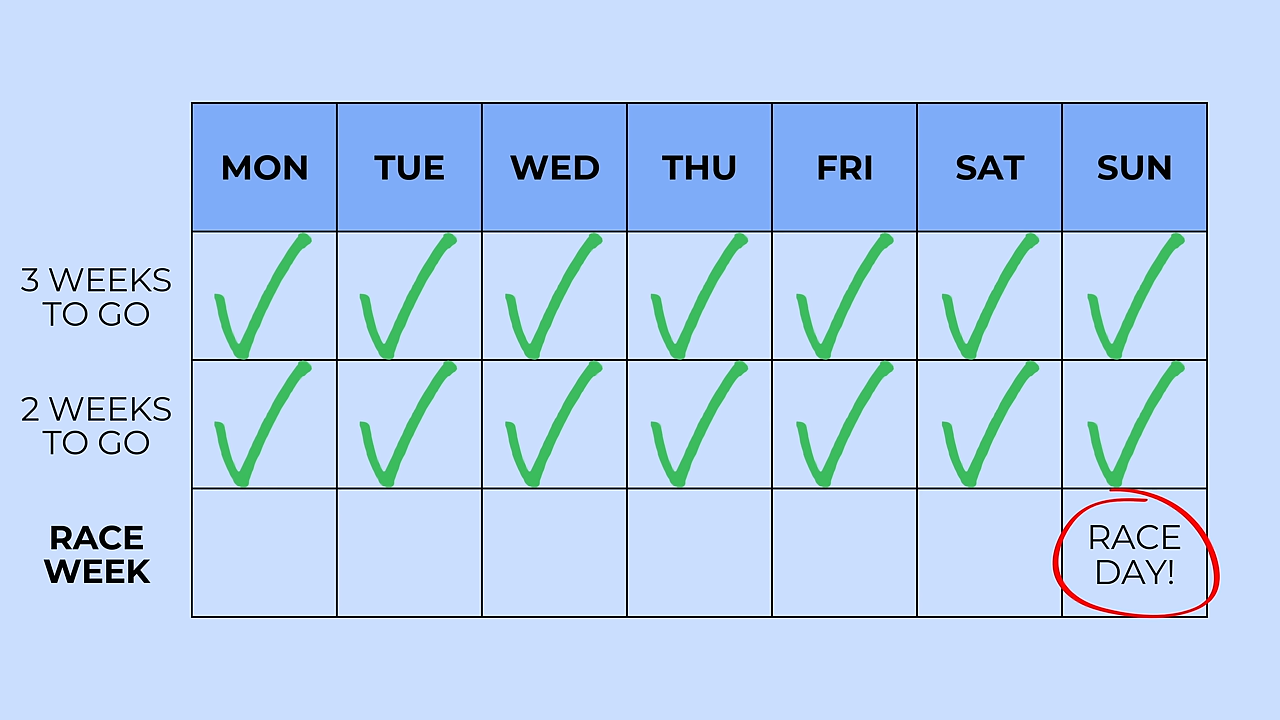 MON TUE WED THU FRI SAT SUN
3 WEEKS
TO GO
2 WEEKS
TO GO
RACE
WEEK
RACE
DAY!